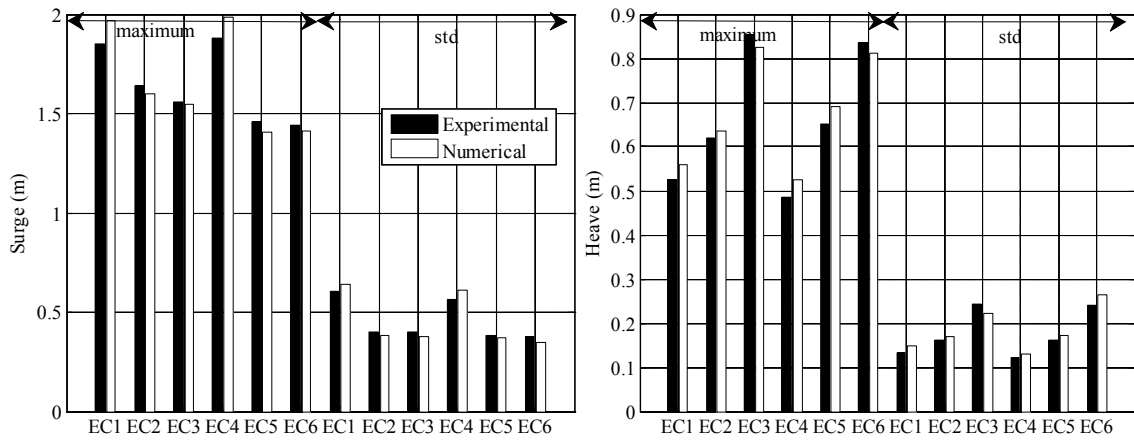 maximum
std
2
1.5
1
0.5
0
Surge (m)
Experimental
Numerical
EC1 EC2 EC3 EC4 EC5 EC6 EC1 EC2 EC3 EC4 EC5 EC6
maximum
std
0.9
0.8
0.7
0.6
0.5
0.4
0.3
0.2
0.1
0
Heave (m)
EC1 EC2 EC3 EC4 EC5 EC6 EC1 EC2 EC3 EC4 EC5 EC6